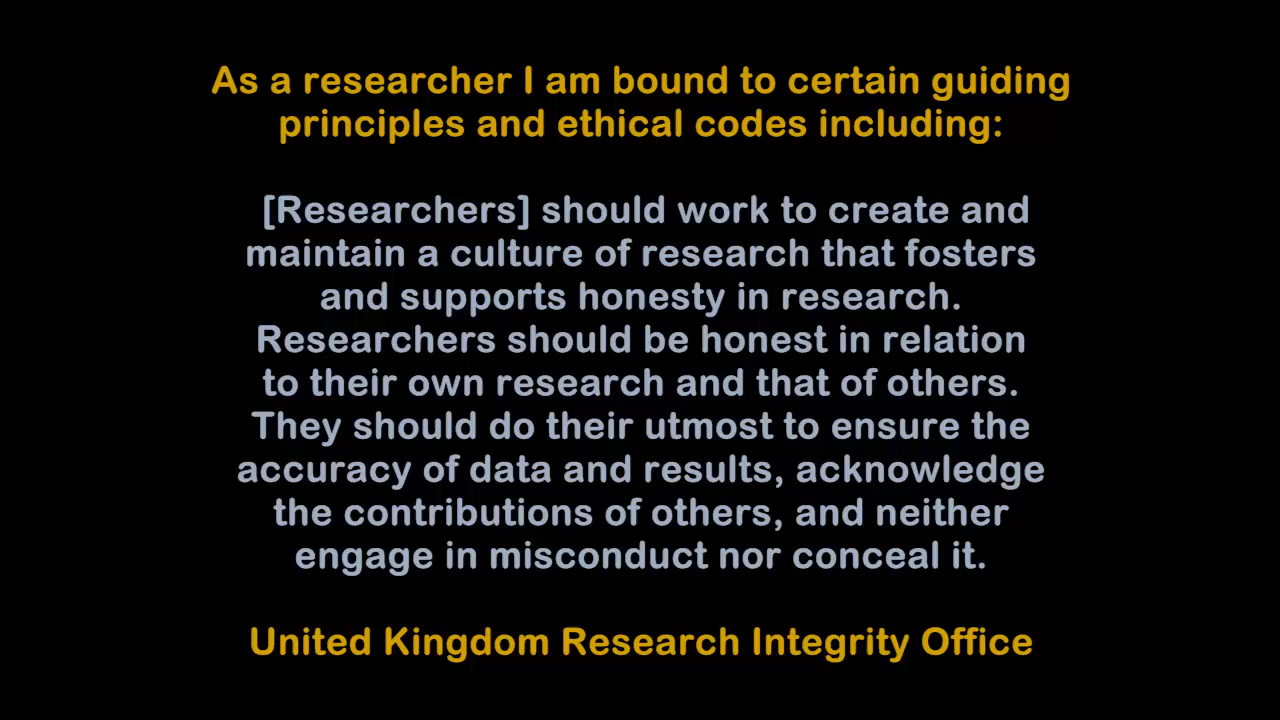 As a researcher I am bound to certain guiding
principles and ethical codes including:
[Researchers] should work to create and
maintain a culture of research that fosters
and supports honesty in research.
Researchers should be honest in relation
to their own research and that of others.
They should do their utmost to ensure the
accuracy of data and results, acknowledge
the contributions of others, and neither
engage in misconduct nor conceal it.
United Kingdom Research Integrity Office